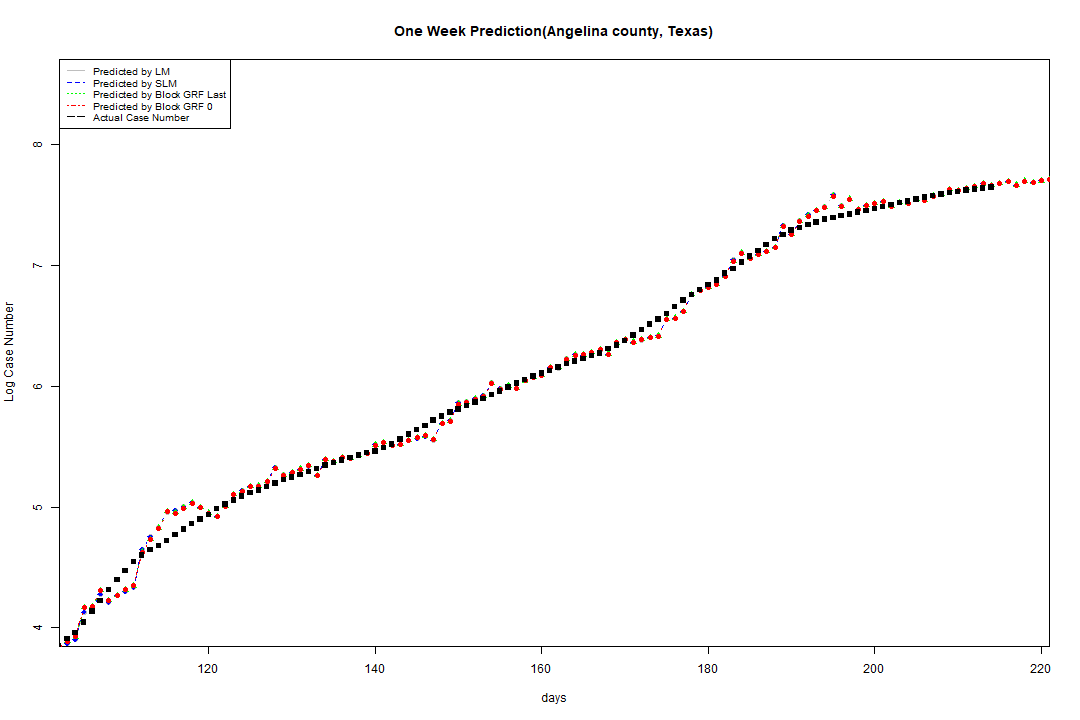 One Week Prediction(Angelina county, Texas)
Predicted by LM
Predicted by SLM
Predicted by Block GRF Last
Predicted by Block GRF 0
Actual Case Number
8
7
6
5
4
Log Case Number
120 140 160 180 200 220
days